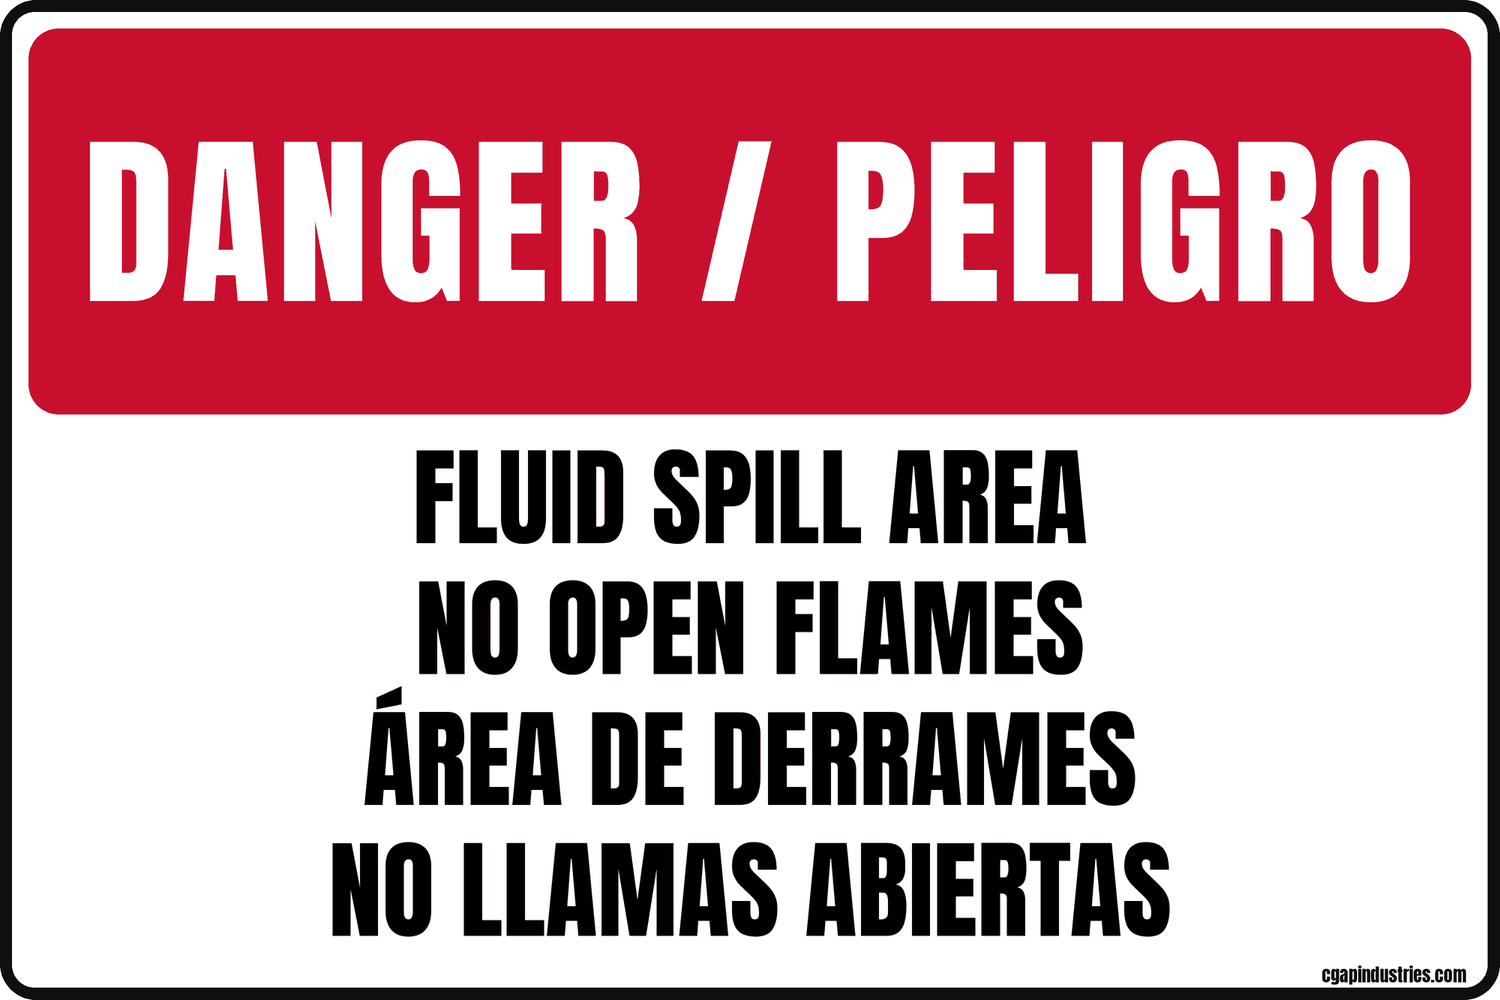 DANGER / PELIGRO
FLUID SPILL AREA
NO OPEN FLAMES
ÁREA DE DERRAMES
NO LLAMAS ABIERTAS
cgapindustries.com